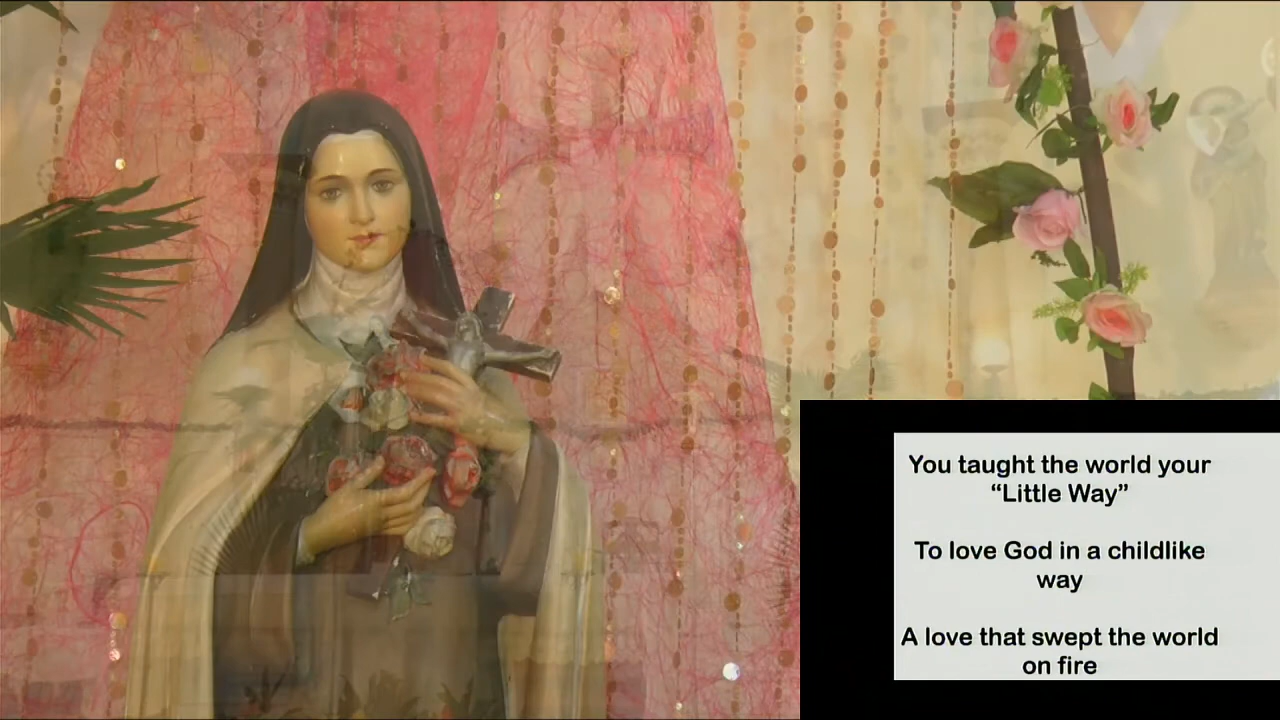 You taught the world your
“Little Way”
To love God in a childlike
way
A love that swept the world
on fire